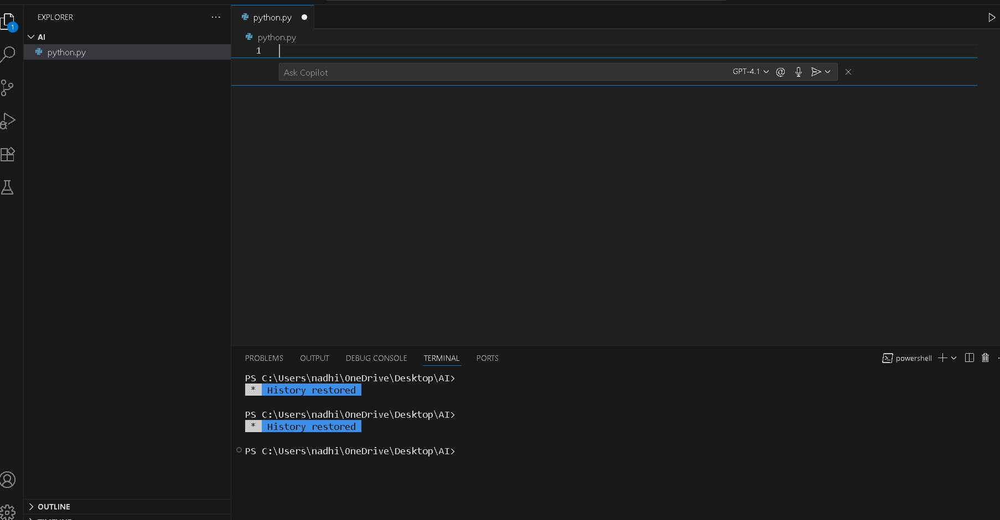 EXPLORER
AI
python.py
1
python.py
python.py
1
Ask Copilot
GPT-4.1
@
PROBLEMS
OUTPUT
DEBUG CONSOLE
TERMINAL
PORTS
powershell
PS C:\Users\nadhi\OneDrive\Desktop\AI>
* History restored
PS C:\Users\nadhi\OneDrive\Desktop\AI>
* History restored
PS C:\Users\nadhi\OneDrive\Desktop\AI>
OUTLINE